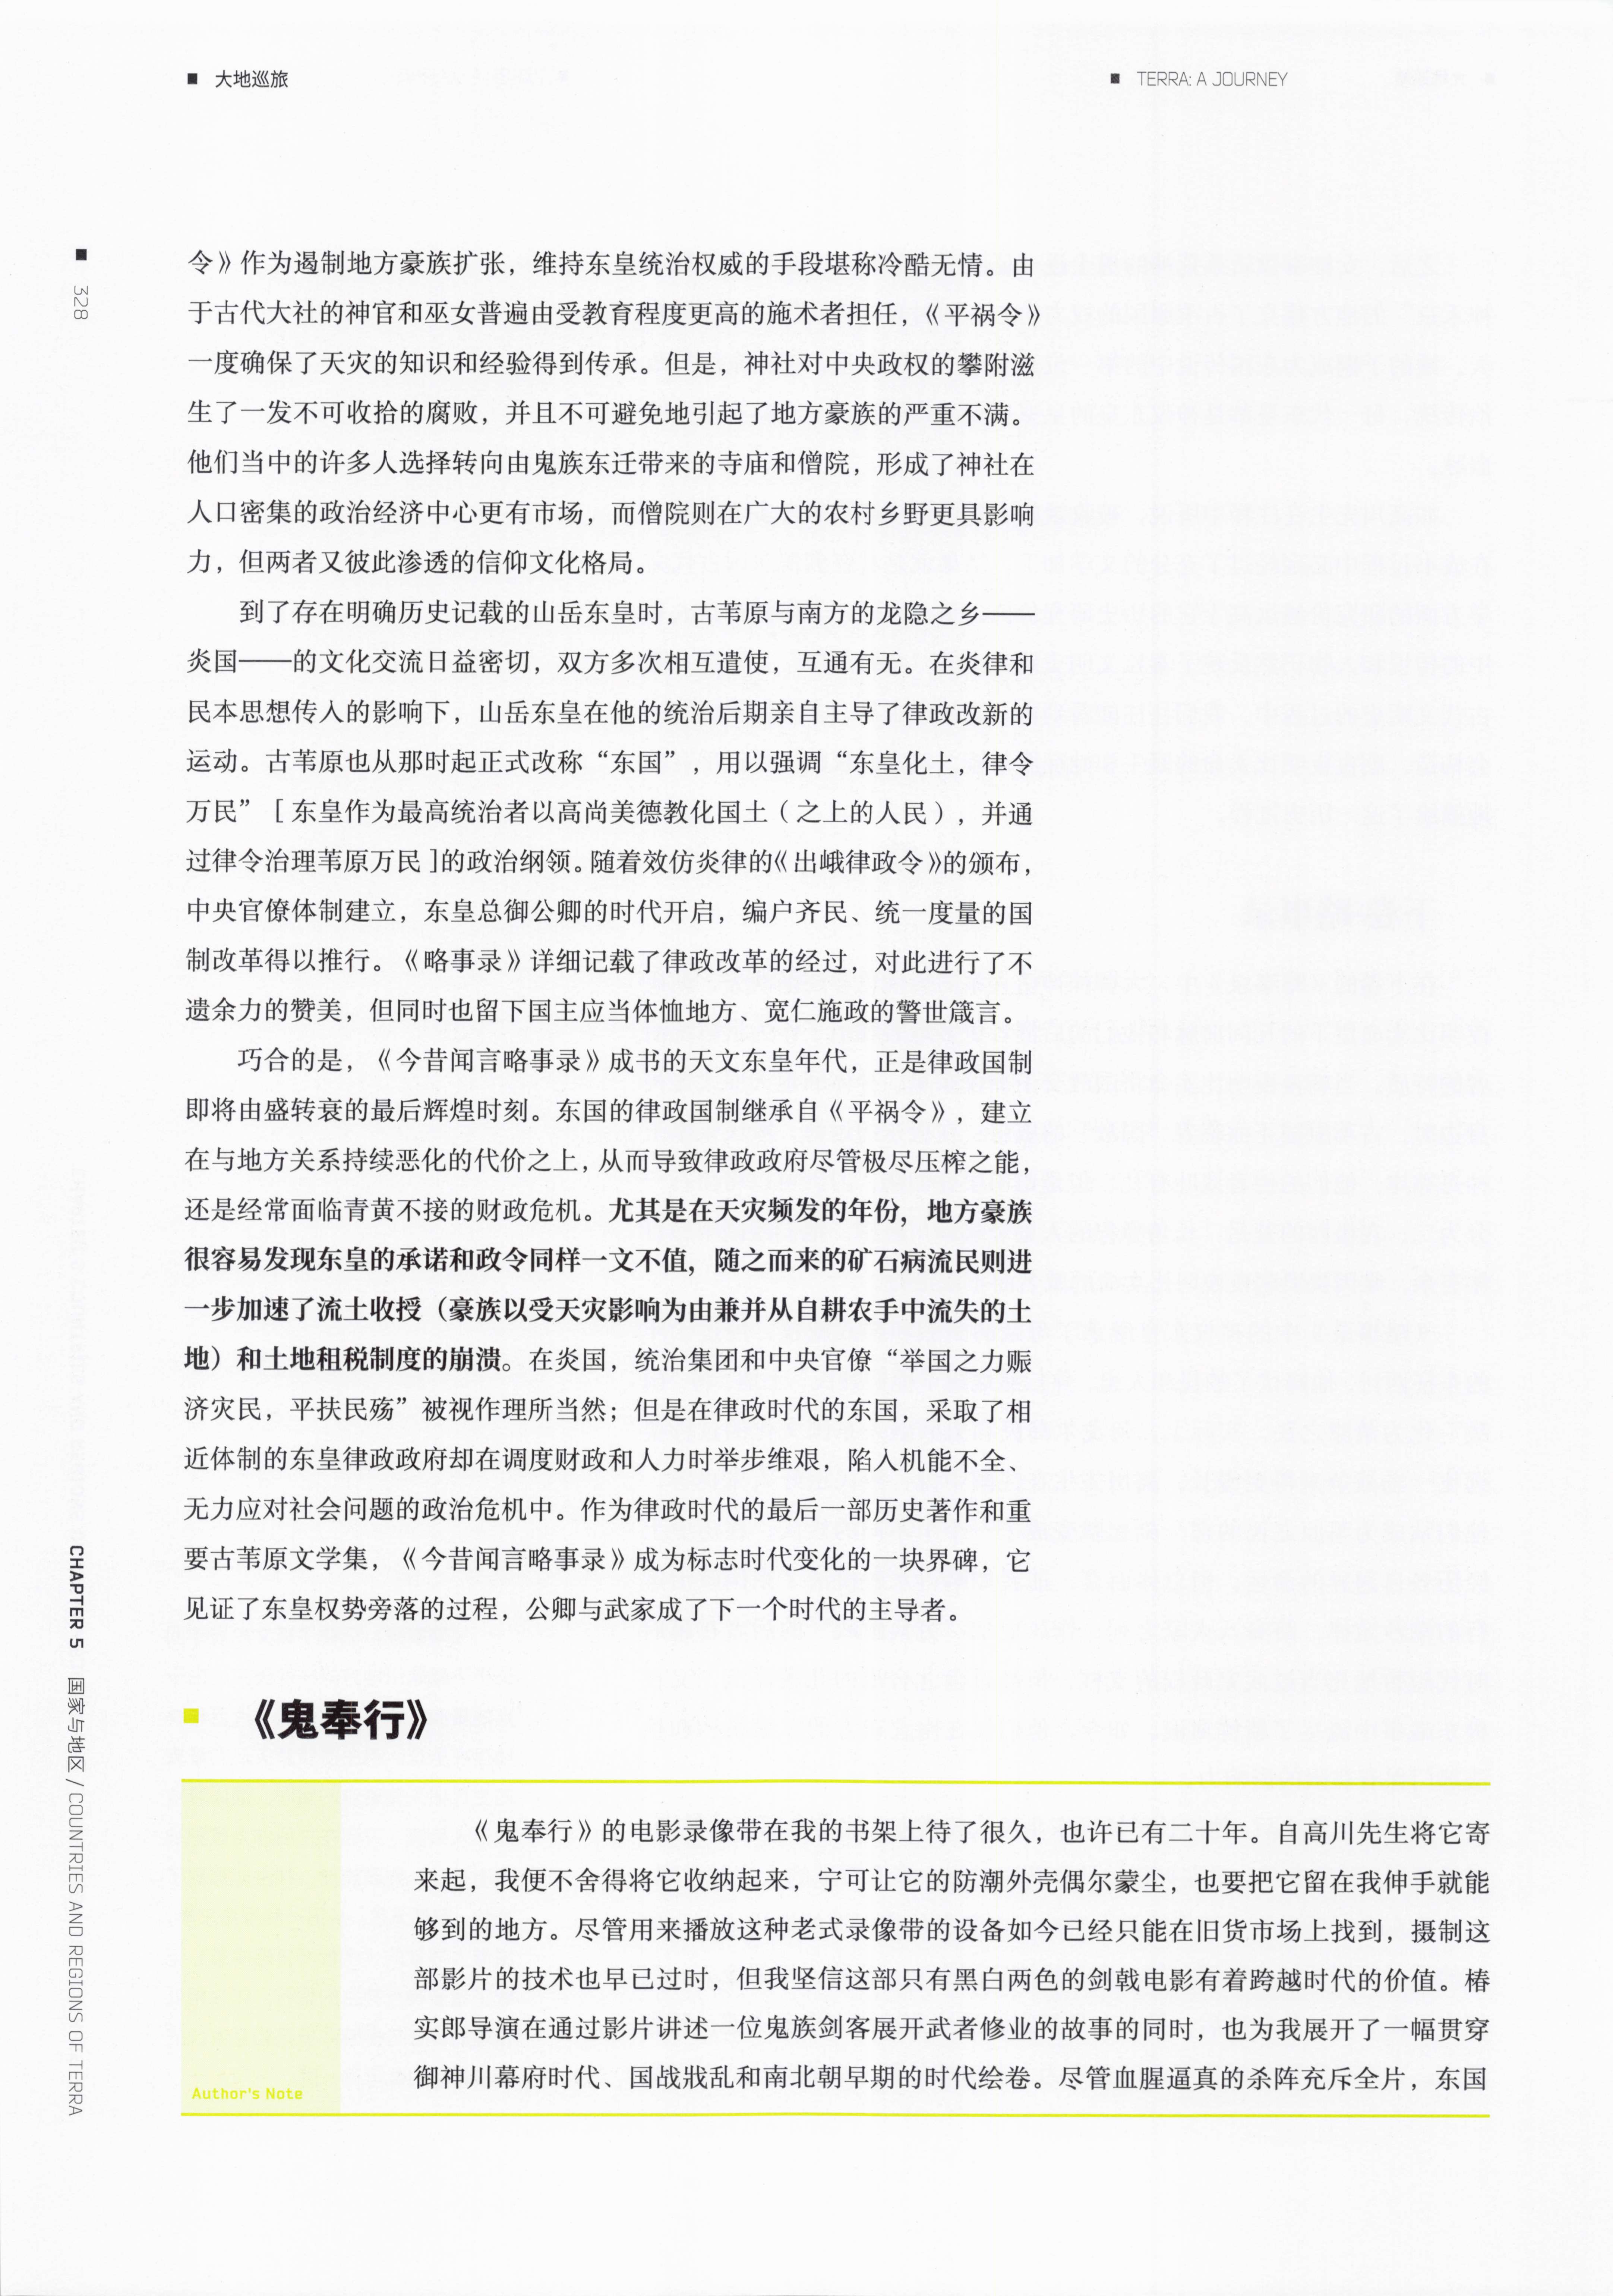 ■ 大地巡旅
■ TERRA: A JOURNEY
■ 328
令》作为遏制地方豪族扩张，维持东皇统治权威的手段堪称冷酷无情。由
于古代大社的神官和巫女普遍由受教育程度更高的施术者担任，《平祸令》
一度确保了天灾的知识和经验得到传承。但是，神社对中央政权的攀附滋
生了一发不可收拾的腐败，并且不可避免地引起了地方豪族的严重不满。
他们当中的许多人选择转向由鬼族东迁带来的寺庙和僧院，形成了神社在
人口密集的政治经济中心更有市场，而僧院则在广大的农村乡野更具影响
力，但两者又彼此渗透的信仰文化格局。
到了存在明确历史记载的山岳东皇时，古苇原与南方的龙隐之乡——
炎国——的文化交流日益密切，双方多次相互遣使，互通有无。在炎律和
民本思想传入的影响下，山岳东皇在他的统治后期亲自主导了律政改新的
运动。古苇原也从那时起正式改称“东国”，用以强调“东皇化土，律令
万民”［东皇作为最高统治者以高尚美德教化国土（之上的人民），并通
过律令治理苇原万民］的政治纲领。随着效仿炎律的《出峨律政令》的颁布，
中央官僚体制建立，东皇总御公卿的时代开启，编户齐民、统一度量的国
制改革得以推行。《略事录》详细记载了律政改革的经过，对此进行了不
遗余力的赞美，但同时也留下国主应当体恤地方、宽仁施政的警世箴言。
巧合的是，《今昔闻言略事录》成书的天文东皇年代，正是律政国制
即将由盛转衰的最后辉煌时刻。东国的律政国制继承自《平祸令》，建立
在与地方关系持续恶化的代价之上，从而导致律政政府尽管极尽压榨之能，
还是经常面临青黄不接的财政危机。尤其是在天灾频发的年份，地方豪族
很容易发现东皇的承诺和政令同样一文不值，随之而来的矿石病流民则进
一步加速了流土收授（豪族以受天灾影响为由兼并从自耕农手中流失的土
地）和土地租税制度的崩溃。在炎国，统治集团和中央官僚“举国之力赈
济灾民，平扶民殇”被视作理所当然；但是在律政时代的东国，采取了相
近体制的东皇律政政府却在调度财政和人力时举步维艰，陷入机能不全、
无力应对社会问题的政治危机中。作为律政时代的最后一部历史著作和重
要古苇原文学集，《今昔闻言略事录》成为标志时代变化的一块界碑，它
见证了东皇权势旁落的过程，公卿与武家成了下一个时代的主导者。
CHAPTER 5 国家与地区 / COUNTRIES AND REGIONS OF TERRA
《鬼奉行》
《鬼奉行》的电影录像带在我的书架上待了很久，也许已有二十年。自高川先生将它寄
来起，我便不舍得将它收纳起来，宁可让它的防潮外壳偶尔蒙尘，也要把它留在我伸手就能
够到的地方。尽管用来播放这种老式录像带的设备如今已经只能在旧货市场上找到，摄制这
部影片的技术也早已过时，但我坚信这部只有黑白两色的剑戟电影有着跨越时代的价值。椿
实郎导演在通过影片讲述一位鬼族剑客展开武者修业的故事的同时，也为我展开了一幅贯穿
御神川幕府时代、国战戕乱和南北朝早期的时代绘卷。尽管血腥逼真的杀阵充斥全片，东国
Author's Note